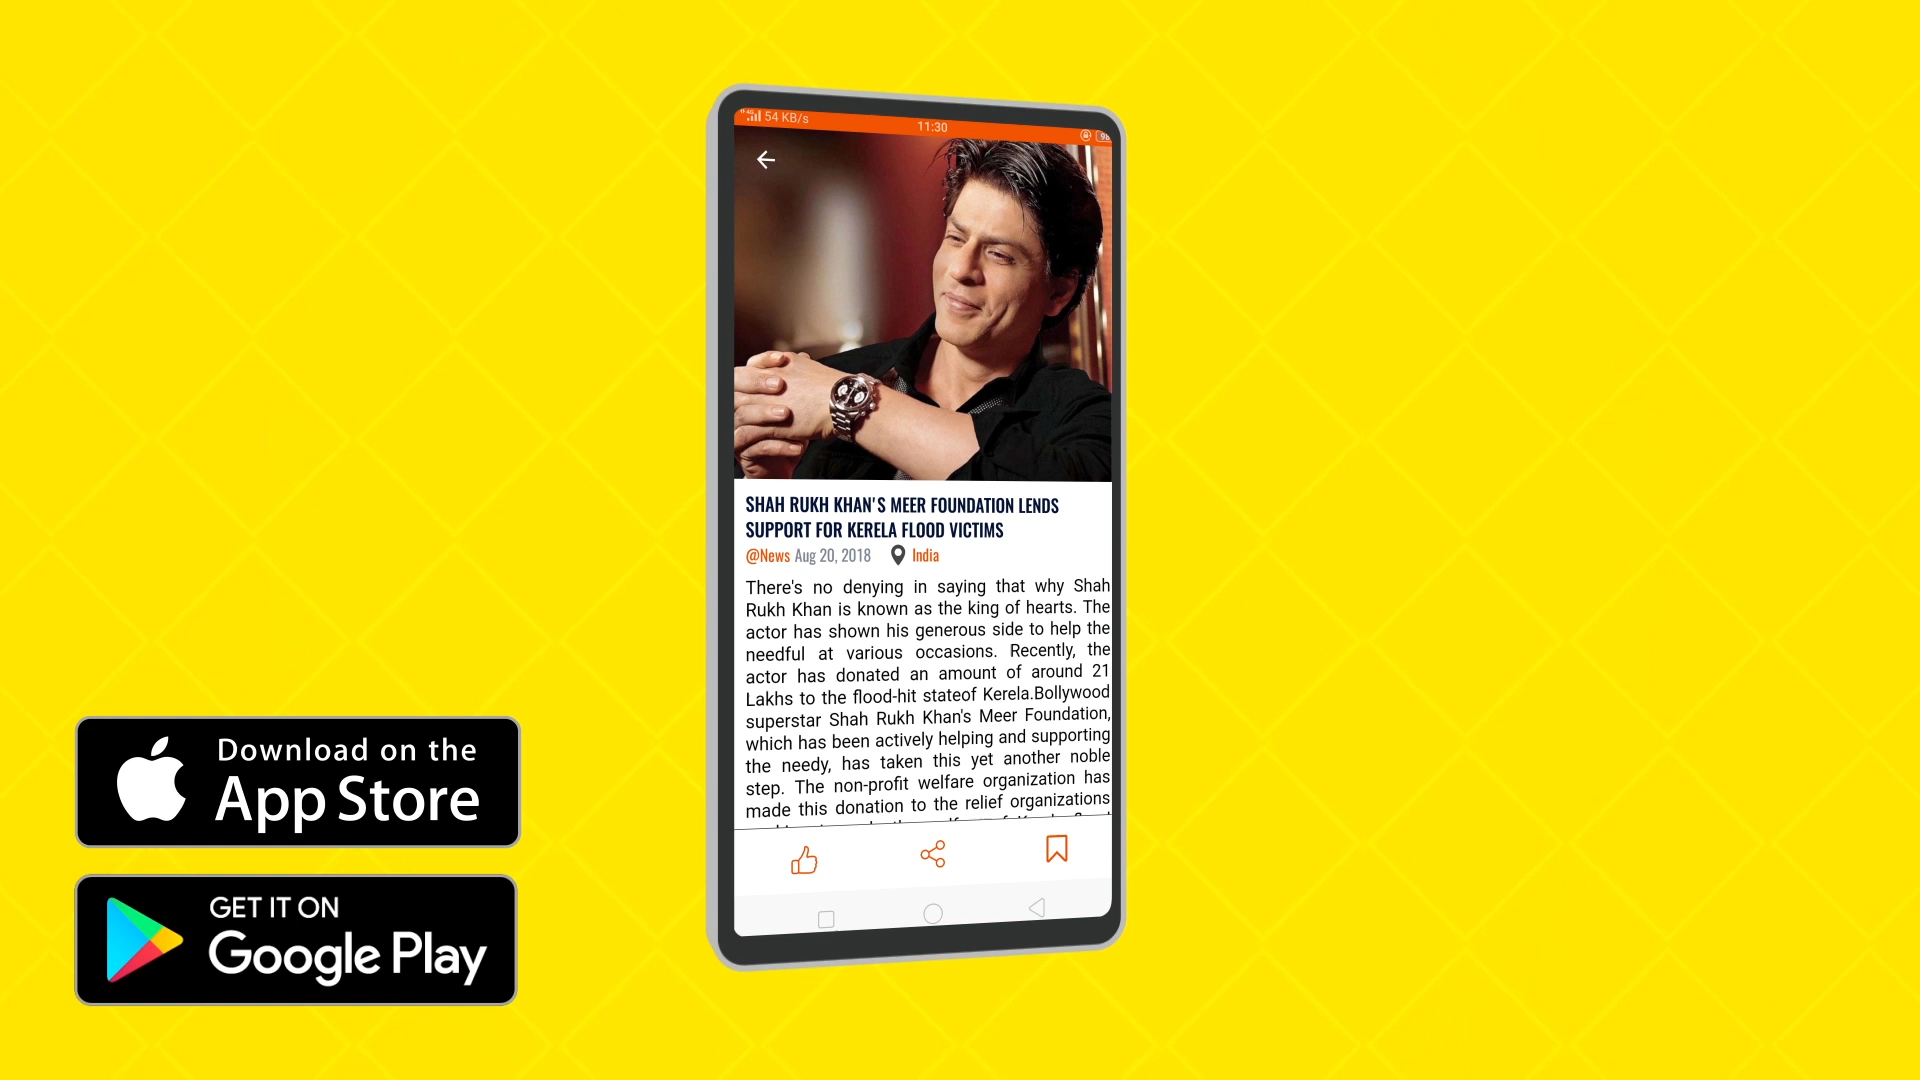 54 KB/s
11:30
SHAH RUKH KHAN'S MEER FOUNDATION LENDS
SUPPORT FOR KERELA FLOOD VICTIMS
@News Aug 20, 2018 India
There's no denying in saying that why Shah
Rukh Khan is known as the king of hearts. The
actor has shown his generous side to help the
needful at various occasions. Recently, the
actor has donated an amount of around 21
Lakhs to the flood-hit stateof Kerela.Bollywood
superstar Shah Rukh Khan's Meer Foundation,
which has been actively helping and supporting
the needy, has taken this yet another noble
step. The non-profit welfare organization has
made this donation to the relief organizations
Download on the
App Store
GET IT ON
Google Play